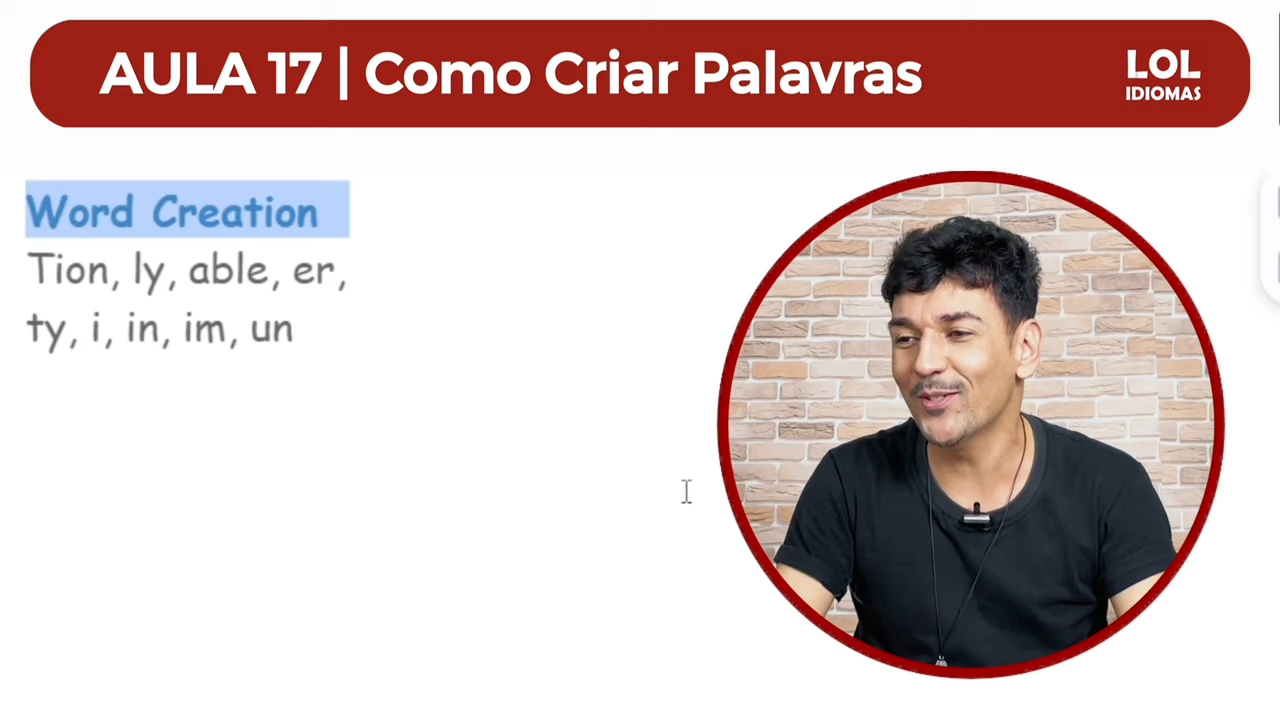 AULA 17 | Como Criar Palavras
LOL
IDIOMAS
Word Creation
Tion, ly, able, er,
ty, i, in, im, un